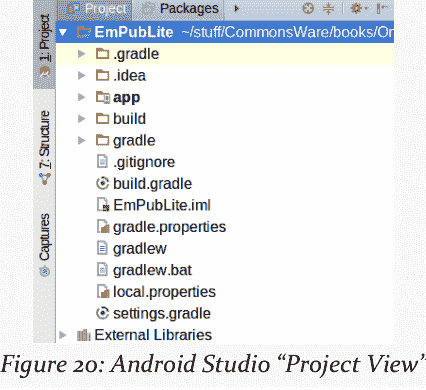 Project Packages
1: Project
7: Structure
Captures
EmPubLite ~/stuff/CommonsWare/books/Or
.gradle
.idea
app
build
gradle
.gitignore
build.gradle
EmPubLite.iml
gradle.properties
gradlew
gradlew.bat
local.properties
settings.gradle
External Libraries
Figure 20: Android Studio “Project View”